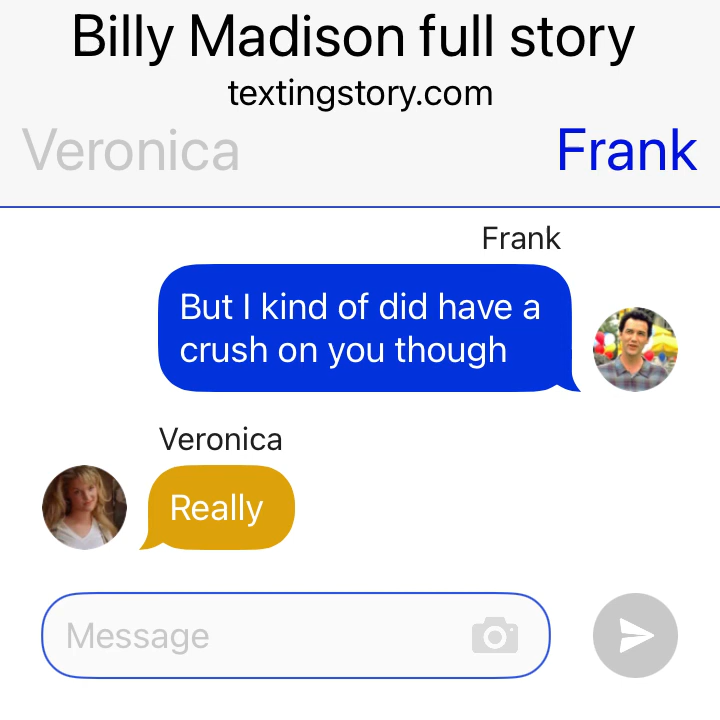 Billy Madison full story
textingstory.com
Veronica
Frank
Frank
But I kind of did have a
crush on you though
Veronica
Really
Message